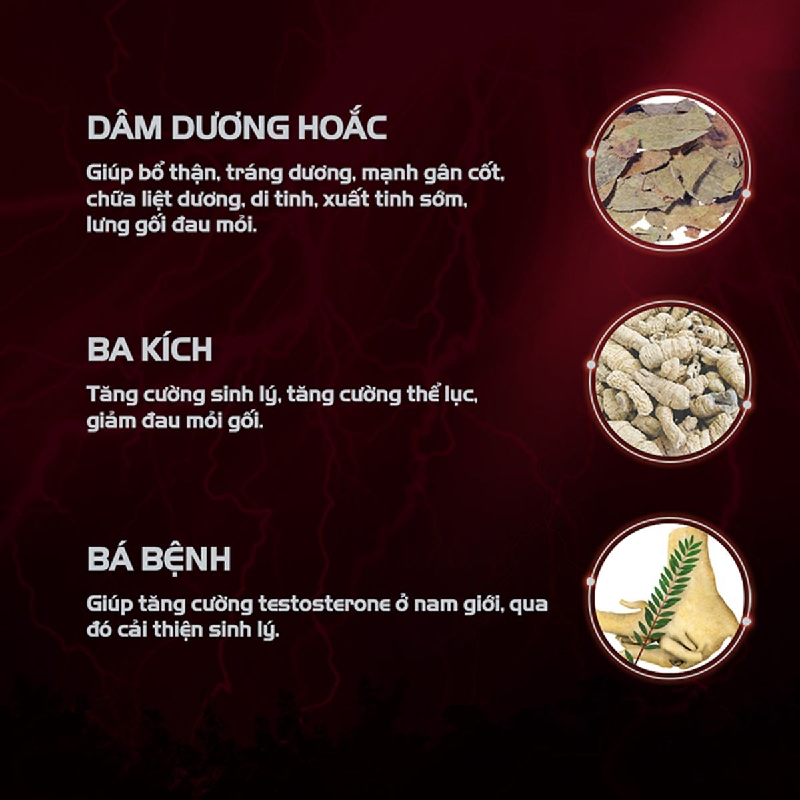 DÂM DƯƠNG HOẮC
Giúp bổ thận, tráng dương, mạnh gân cốt,
chữa liệt dương, di tinh, xuất tinh sớm,
lưng gối đau mỏi.
BA KÍCH
Tăng cường sinh lý, tăng cường thể lực,
giảm đau mỏi gối.
BÁ BỆNH
Giúp tăng cường testosterone ở nam giới, qua
đó cải thiện sinh lý.